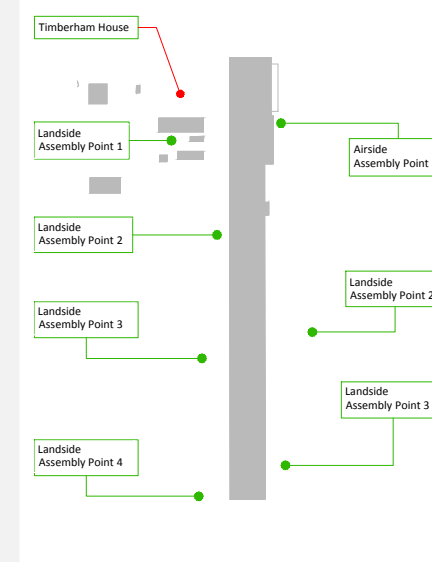 Timberham House
Landside
Assembly Point 1
Airside
Assembly Point
Landside
Assembly Point 2
Landside
Assembly Point 2
Landside
Assembly Point 3
Landside
Assembly Point 3
Landside
Assembly Point 4